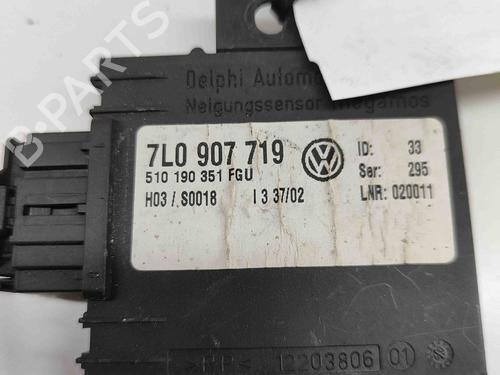 Delphi
Neigungssensor Megamos
7L0 907 719
510 190 351 FGU
H03 / S0018 I 3 37/02
ID: 33
Ser: 295
LNR: 020011
12203806 01
B-PARTS